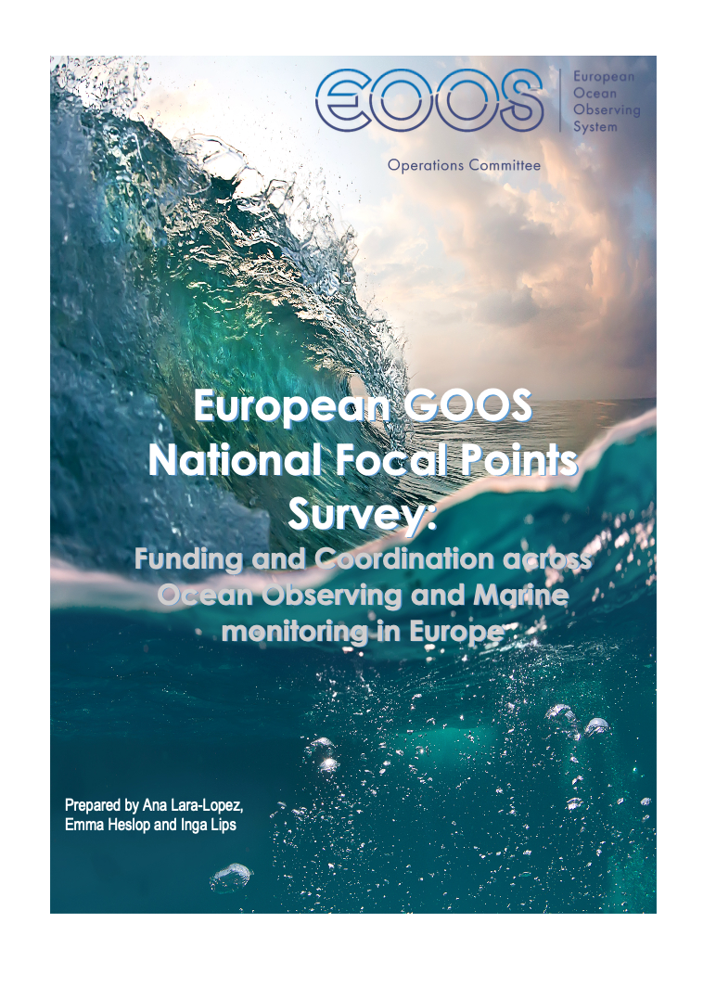 EOOS
European
Ocean
Observing
System
Operations Committee
European GOOS
National Focal Points
Survey:
Funding and Coordination across
Ocean Observing and Marine
monitoring in Europe
Prepared by Ana Lara-Lopez,
Emma Heslop and Inga Lips